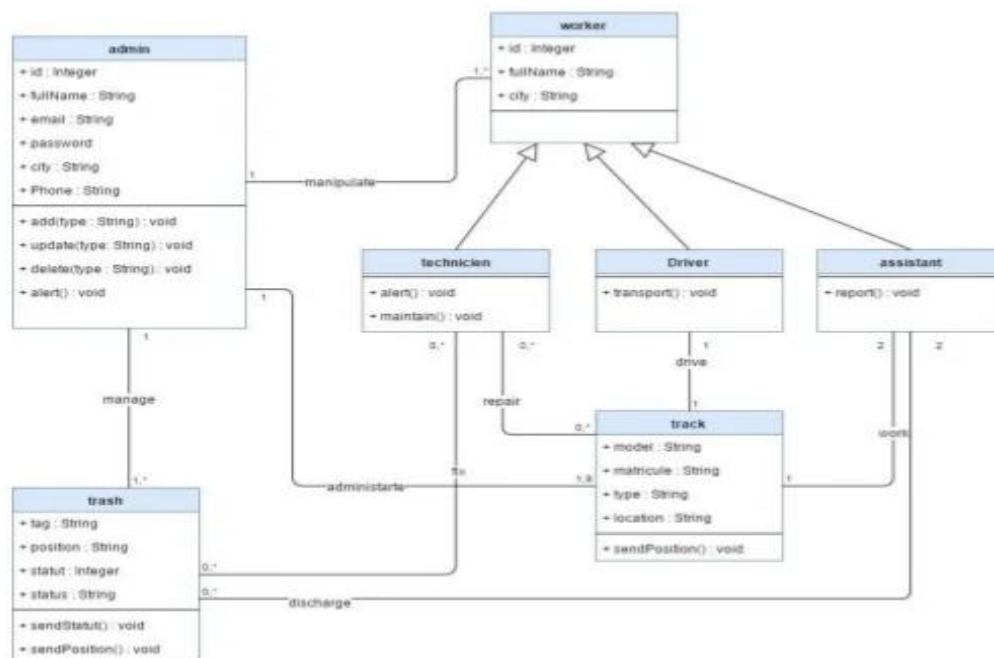 worker
+ id : Integer
+ fullName : String
+ city : String
admin
+ id : Integer
+ fullName : String
+ email : String
+ password
+ city : String
+ Phone : String
+ add(type : String) : void
+ update(type: String) : void
+ delete(type : String) : void
+ alert() : void
1,*
1
manipulate
technicien
+ alert() : void
+ maintain() : void
Driver
+ transport() : void
assistant
+ report() : void
1
1
0,*
0,*
1
2
2
manage
repair
drive
work
1
0,*
track
+ model : String
+ matricule : String
+ type : String
+ location : String
+ sendPosition() : void
fix
administarte
1
1,*
trash
+ tag : String
+ position : String
+ statut : Integer
+ status : String
+ sendStatut() : void
+ sendPosition() : void
0,*
0,*
discharge